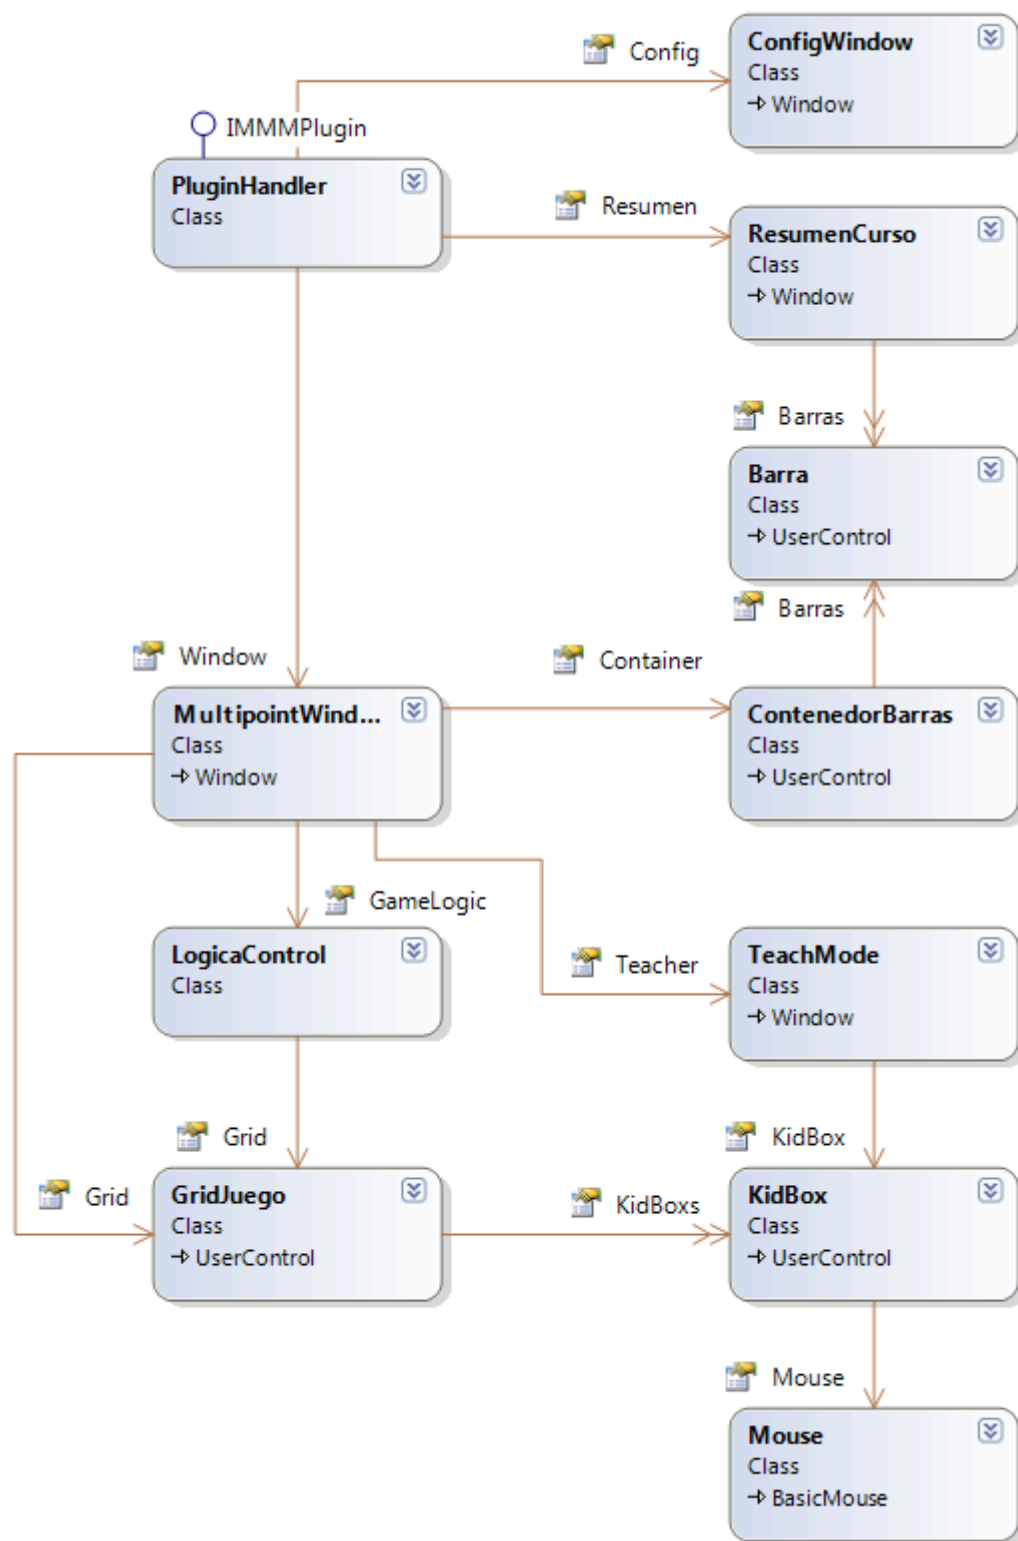 Config
ConfigWindow
Class
Window
IMMMPlugin
PluginHandler
Class
Resumen
ResumenCurso
Class
Window
Barras
Barra
Class
UserControl
Barras
Window
Container
MultipointWind...
Class
Window
ContenedorBarras
Class
UserControl
GameLogic
LogicaControl
Class
Teacher
TeachMode
Class
Window
Grid
KidBox
Grid
GridJuego
Class
UserControl
KidBoxs
KidBox
Class
UserControl
Mouse
Mouse
Class
BasicMouse